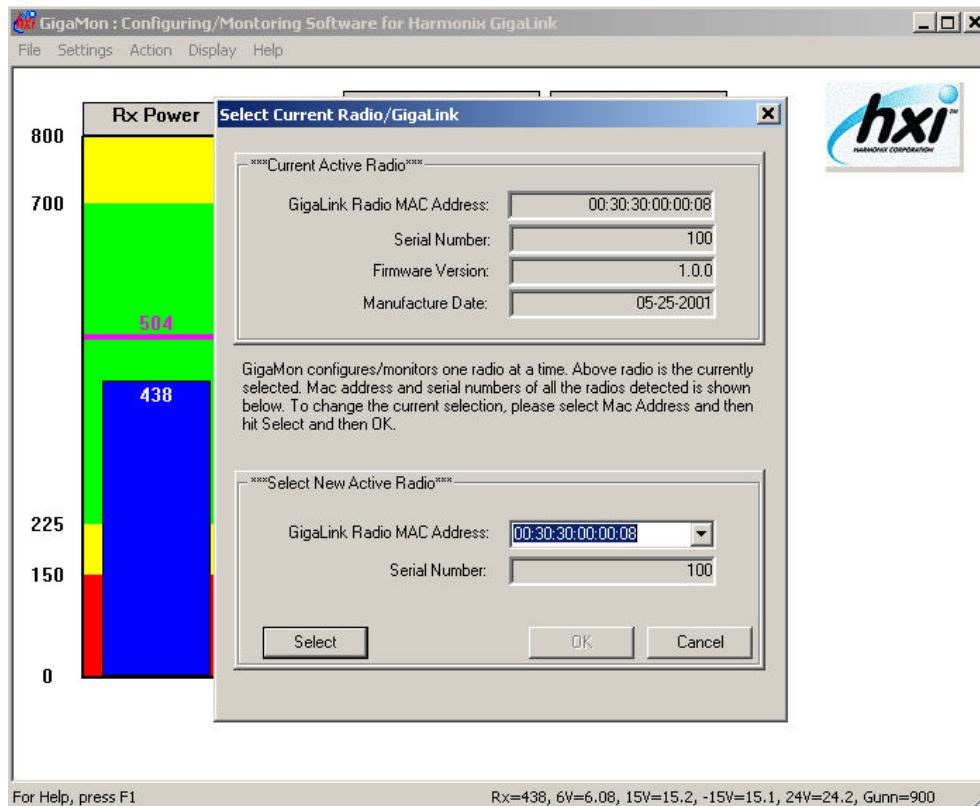 GigaMon : Configuring/Montoring Software for Harmonix GigaLink
File Settings Action Display Help
Rx Power
800
700
504
438
225
150
0
hxi
HARMONIX CORPORATION
Select Current Radio/GigaLink
***Current Active Radio***
GigaLink Radio MAC Address: 00:30:30:00:00:08
Serial Number: 100
Firmware Version: 1.0.0
Manufacture Date: 05-25-2001
GigaMon configures/monitors one radio at a time. Above radio is the currently
selected. Mac address and serial numbers of all the radios detected is shown
below. To change the current selection, please select Mac Address and then
hit Select and then OK.
***Select New Active Radio***
GigaLink Radio MAC Address: 00:30:30:00:00:08
Serial Number: 100
Select OK Cancel
For Help, press F1
Rx=438, 6V=6.08, 15V=15.2, -15V=15.1, 24V=24.2, Gunn=900